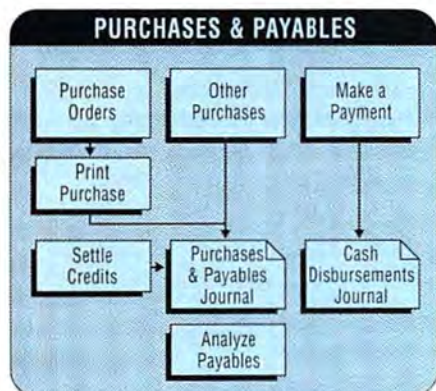 PURCHASES & PAYABLES
Purchase
Orders
Other
Purchases
Make a
Payment
Print
Purchase
Settle
Credits
Purchases
& Payables
Journal
Cash
Disbursements
Journal
Analyze
Payables